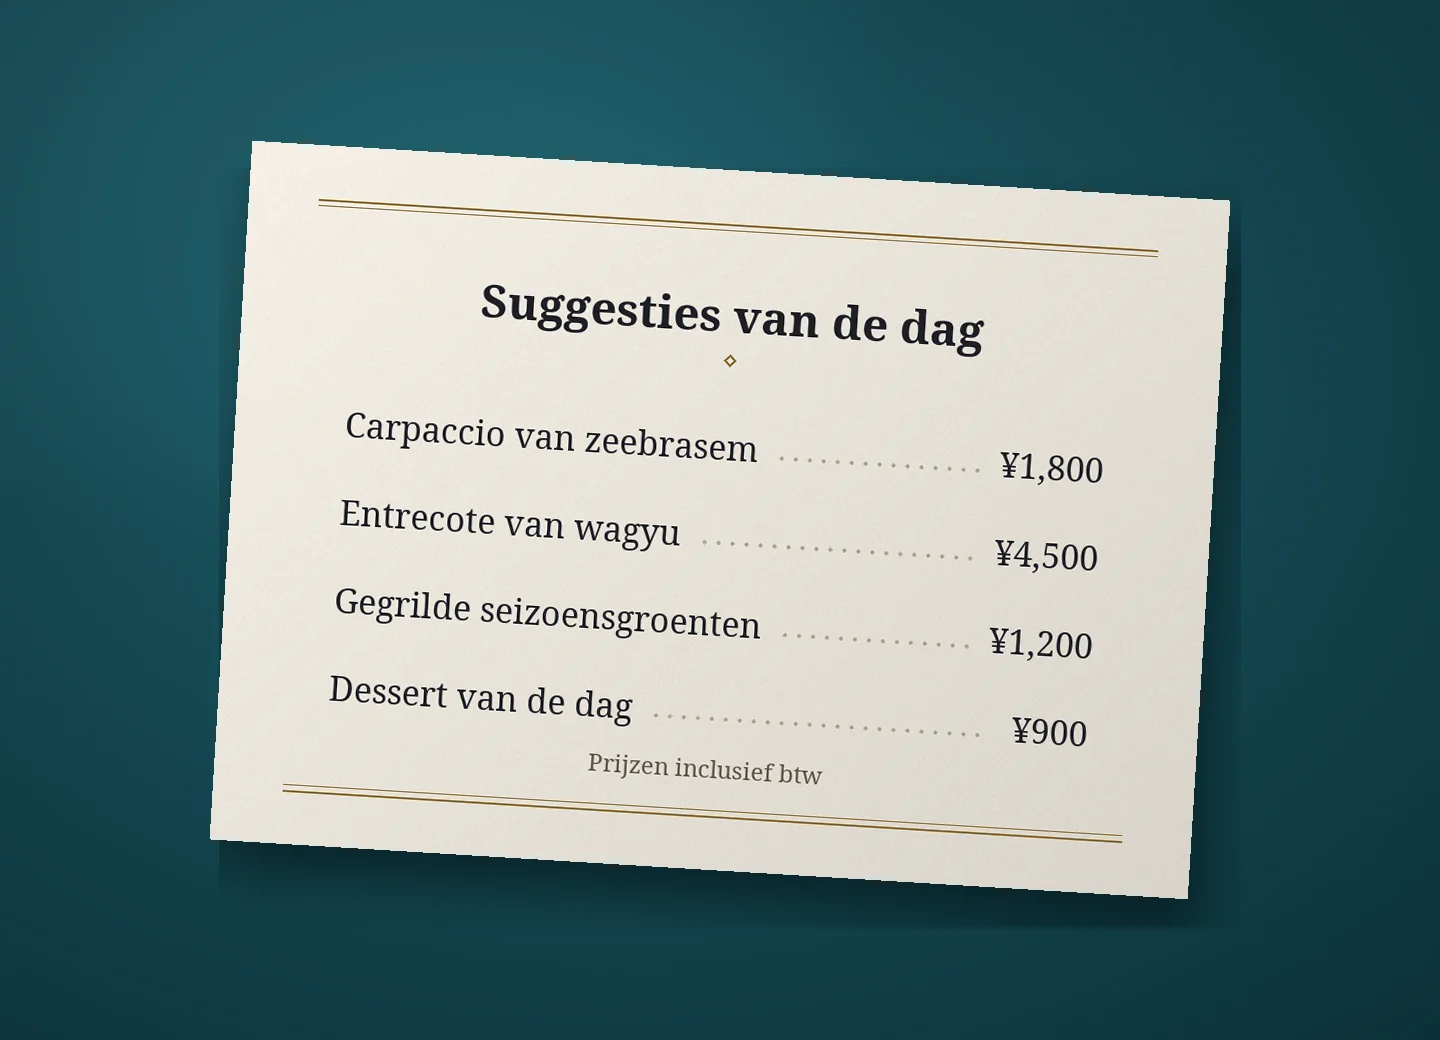 Suggesties van de dag
Carpaccio van zeebrasem ¥1,800
Entrecote van wagyu ¥4,500
Gegrilde seizoensgroenten ¥1,200
Dessert van de dag ¥900
Prijzen inclusief btw